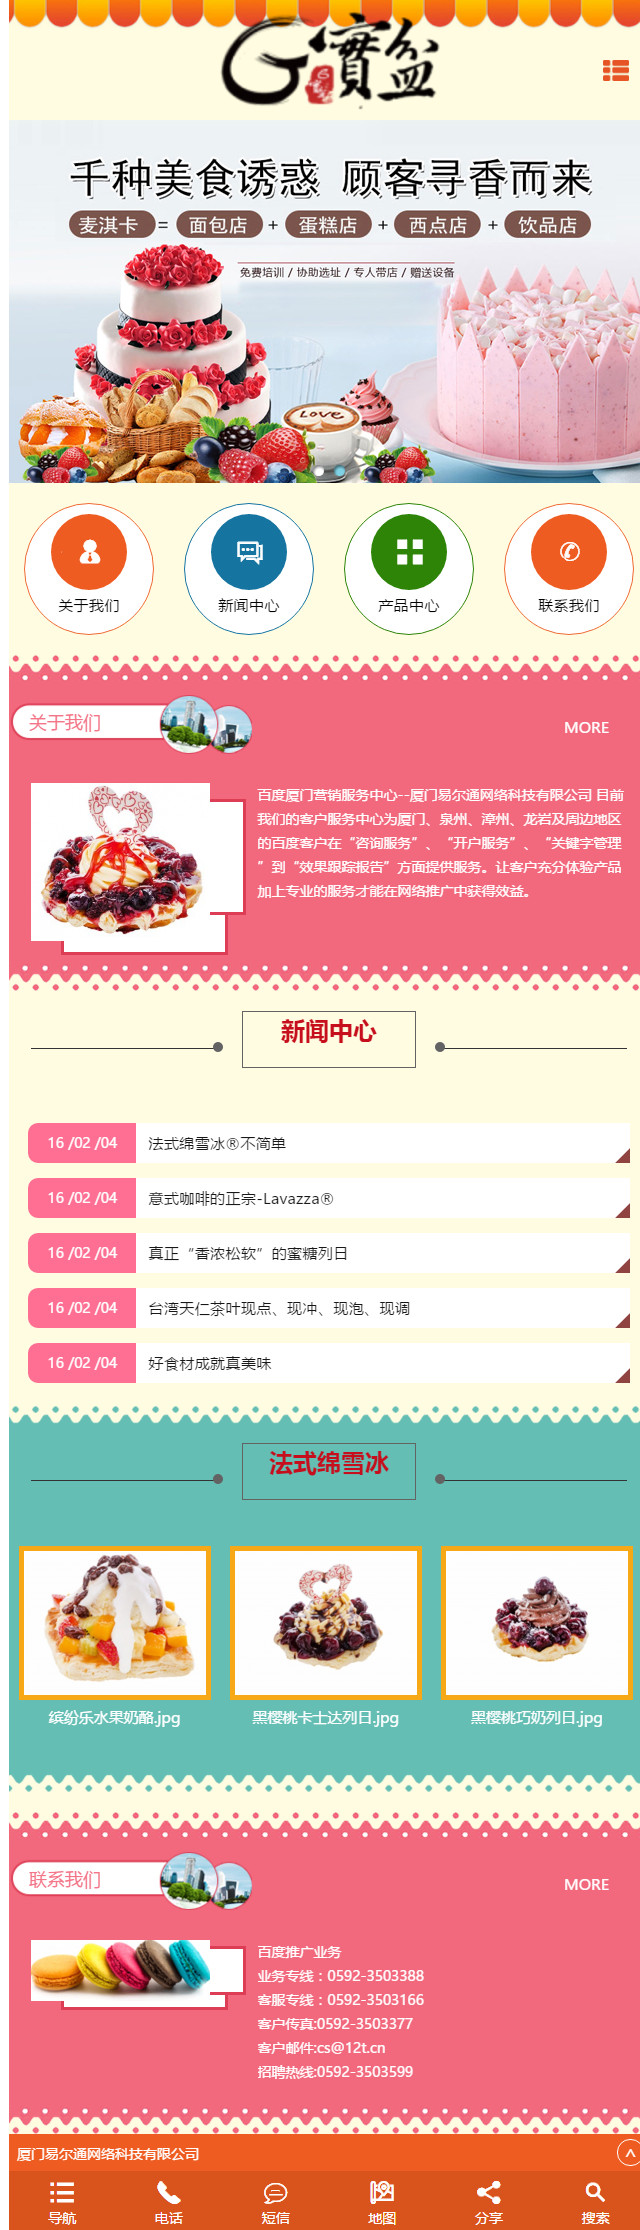 G 寶盆
千种美食诱惑 顾客寻香而来
麦淇卡 = 面包店 + 蛋糕店 + 西点店 + 饮品店
免费培训 / 协助选址 / 专人带店 / 赠送设备
Love
关于我们 新闻中心 产品中心 联系我们
关于我们
MORE
百度厦门营销服务中心--厦门易尔通网络科技有限公司 目前
我们的客户服务中心为厦门、泉州、漳州、龙岩及周边地区
的百度客户在“咨询服务”、“开户服务”、“关键字管理
”到“效果跟踪报告”方面提供服务。让客户充分体验产品
加上专业的服务才能在网络推广中获得效益。
新闻中心
16 /02 /04 法式绵雪冰®不简单
16 /02 /04 意式咖啡的正宗-Lavazza®
16 /02 /04 真正“香浓松软”的蜜糖列日
16 /02 /04 台湾天仁茶叶现点、现冲、现泡、现调
16 /02 /04 好食材成就真美味
法式绵雪冰
缤纷乐水果奶酪.jpg 黑樱桃卡士达列日.jpg 黑樱桃巧奶列日.jpg
联系我们
MORE
百度推广业务
业务专线：0592-3503388
客服专线：0592-3503166
客户传真:0592-3503377
客户邮件:cs@12t.cn
招聘热线:0592-3503599
厦门易尔通网络科技有限公司
导航 电话 短信 地图 分享 搜索